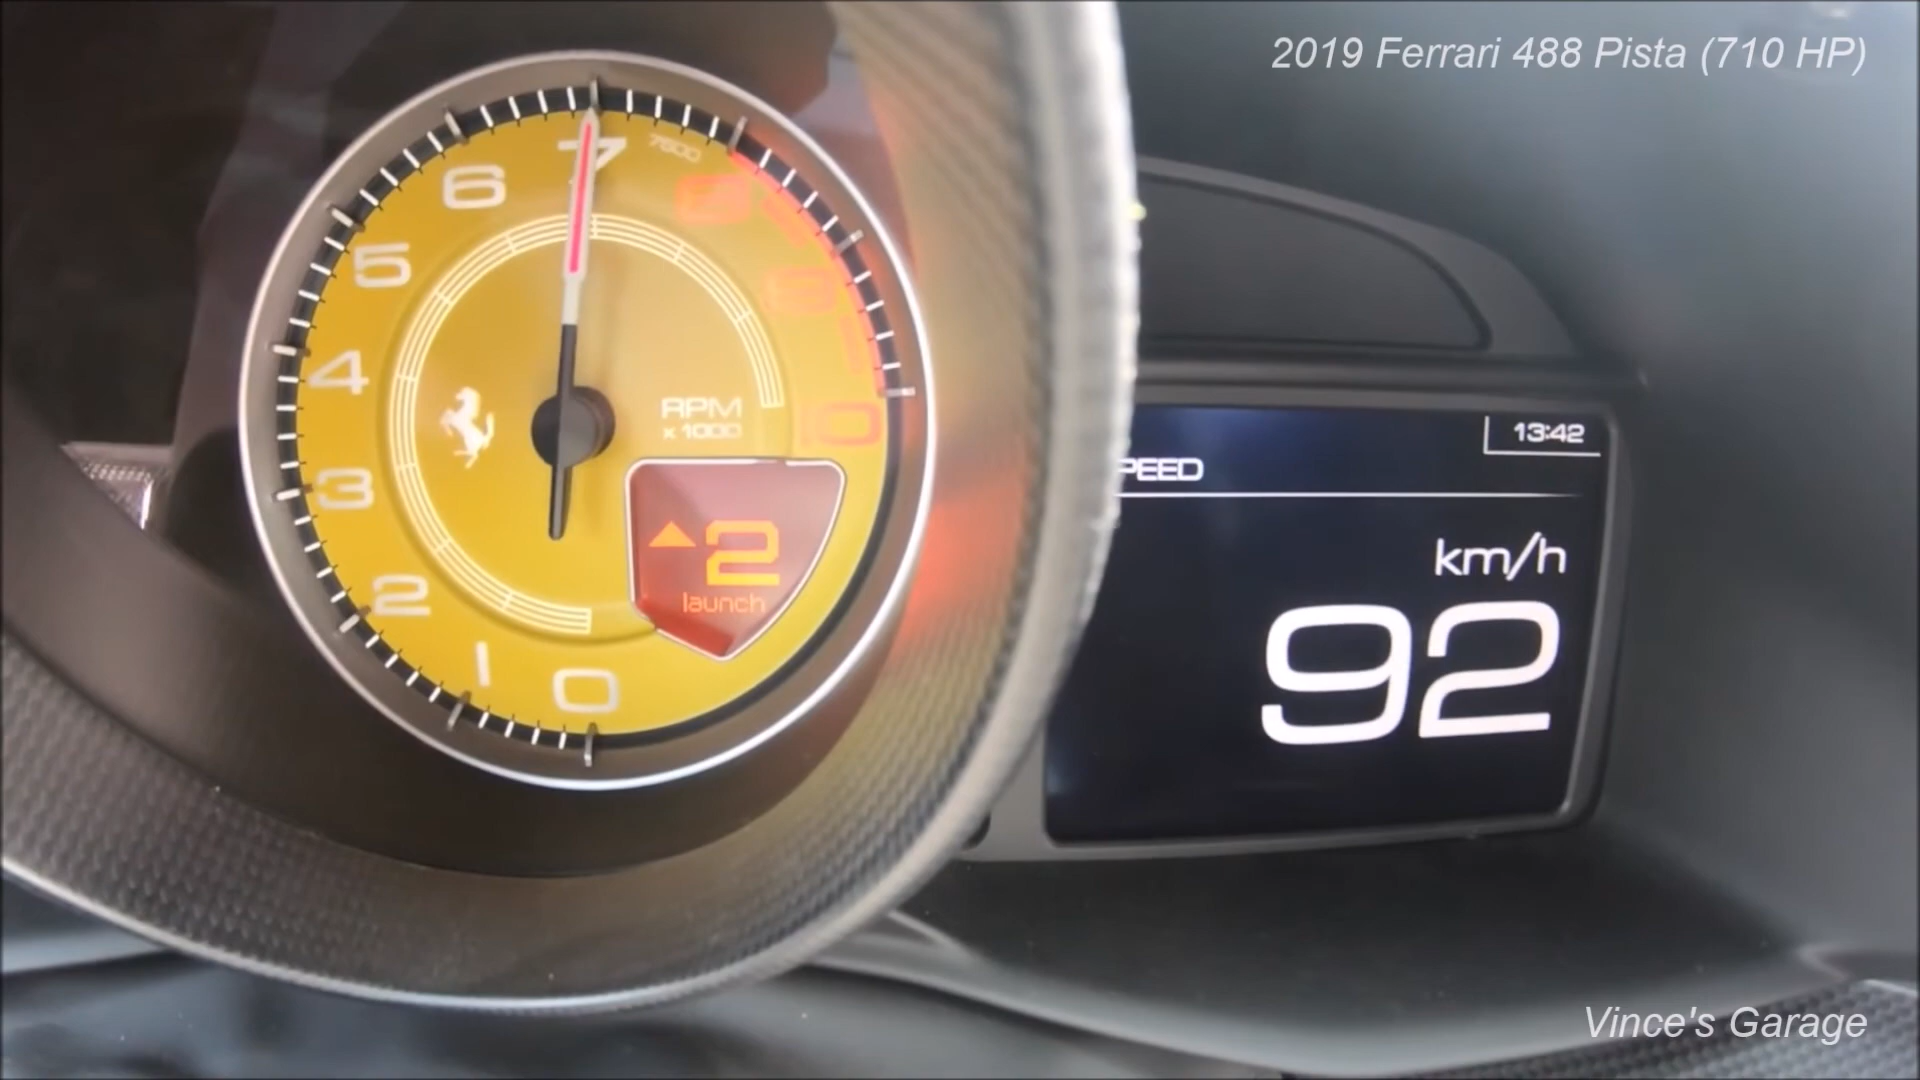 2019 Ferrari 488 Pista (710 HP)
7
7500
6
8
5
9
4
RPM
x 1000
10
3
2
1
0
▲2
launch
13:42
PEED
km/h
92
Vince's Garage